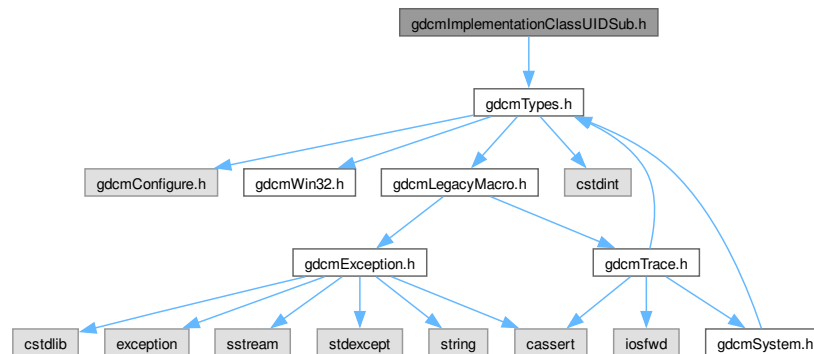 gdcmImplementationClassUIDSub.h
gdcmTypes.h
gdcmConfigure.h
gdcmWin32.h
gdcmLegacyMacro.h
cstdint
gdcmException.h
gdcmTrace.h
cstdlib
exception
sstream
stdexcept
string
cassert
iosfwd
gdcmSystem.h